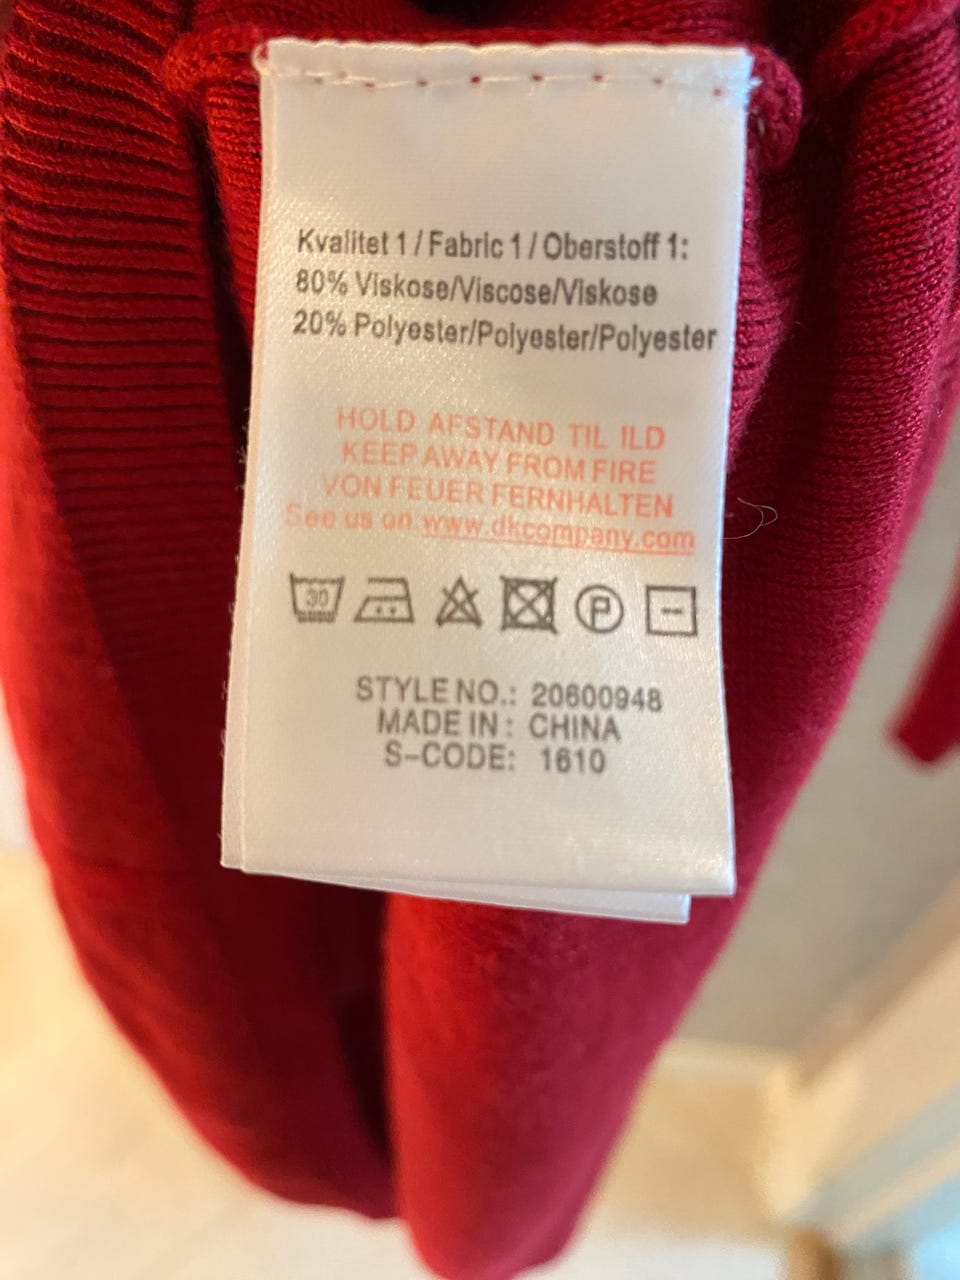 Kvalitet 1 / Fabric 1 / Oberstoff 1:
80% Viskose/Viscose/Viskose
20% Polyester/Polyester/Polyester
HOLD AFSTAND TIL ILD
KEEP AWAY FROM FIRE
VON FEUER FERNHALTEN
See us on www.dkcompany.com
30 P
STYLE NO.: 20600948
MADE IN : CHINA
S-CODE: 1610